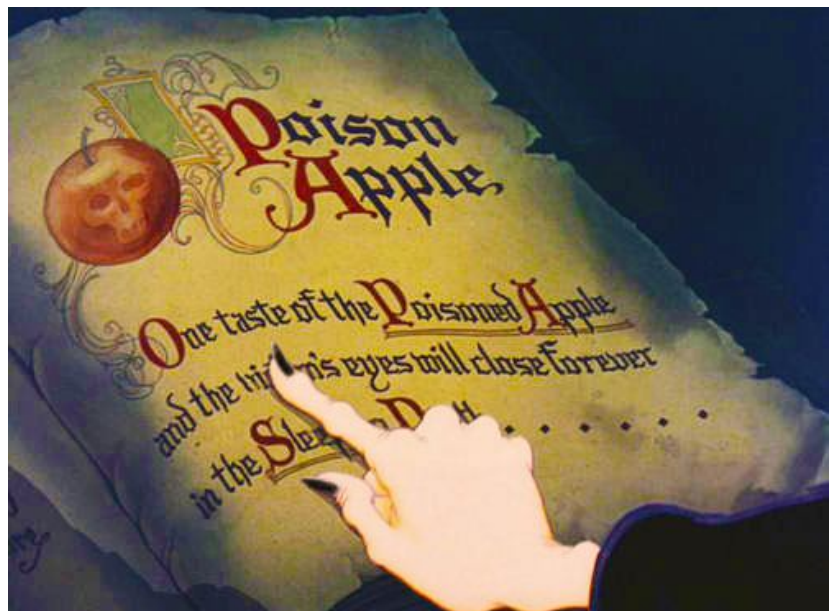 Poison
Apple
One taste of the Poisoned Apple
and the eyes will close forever
in the